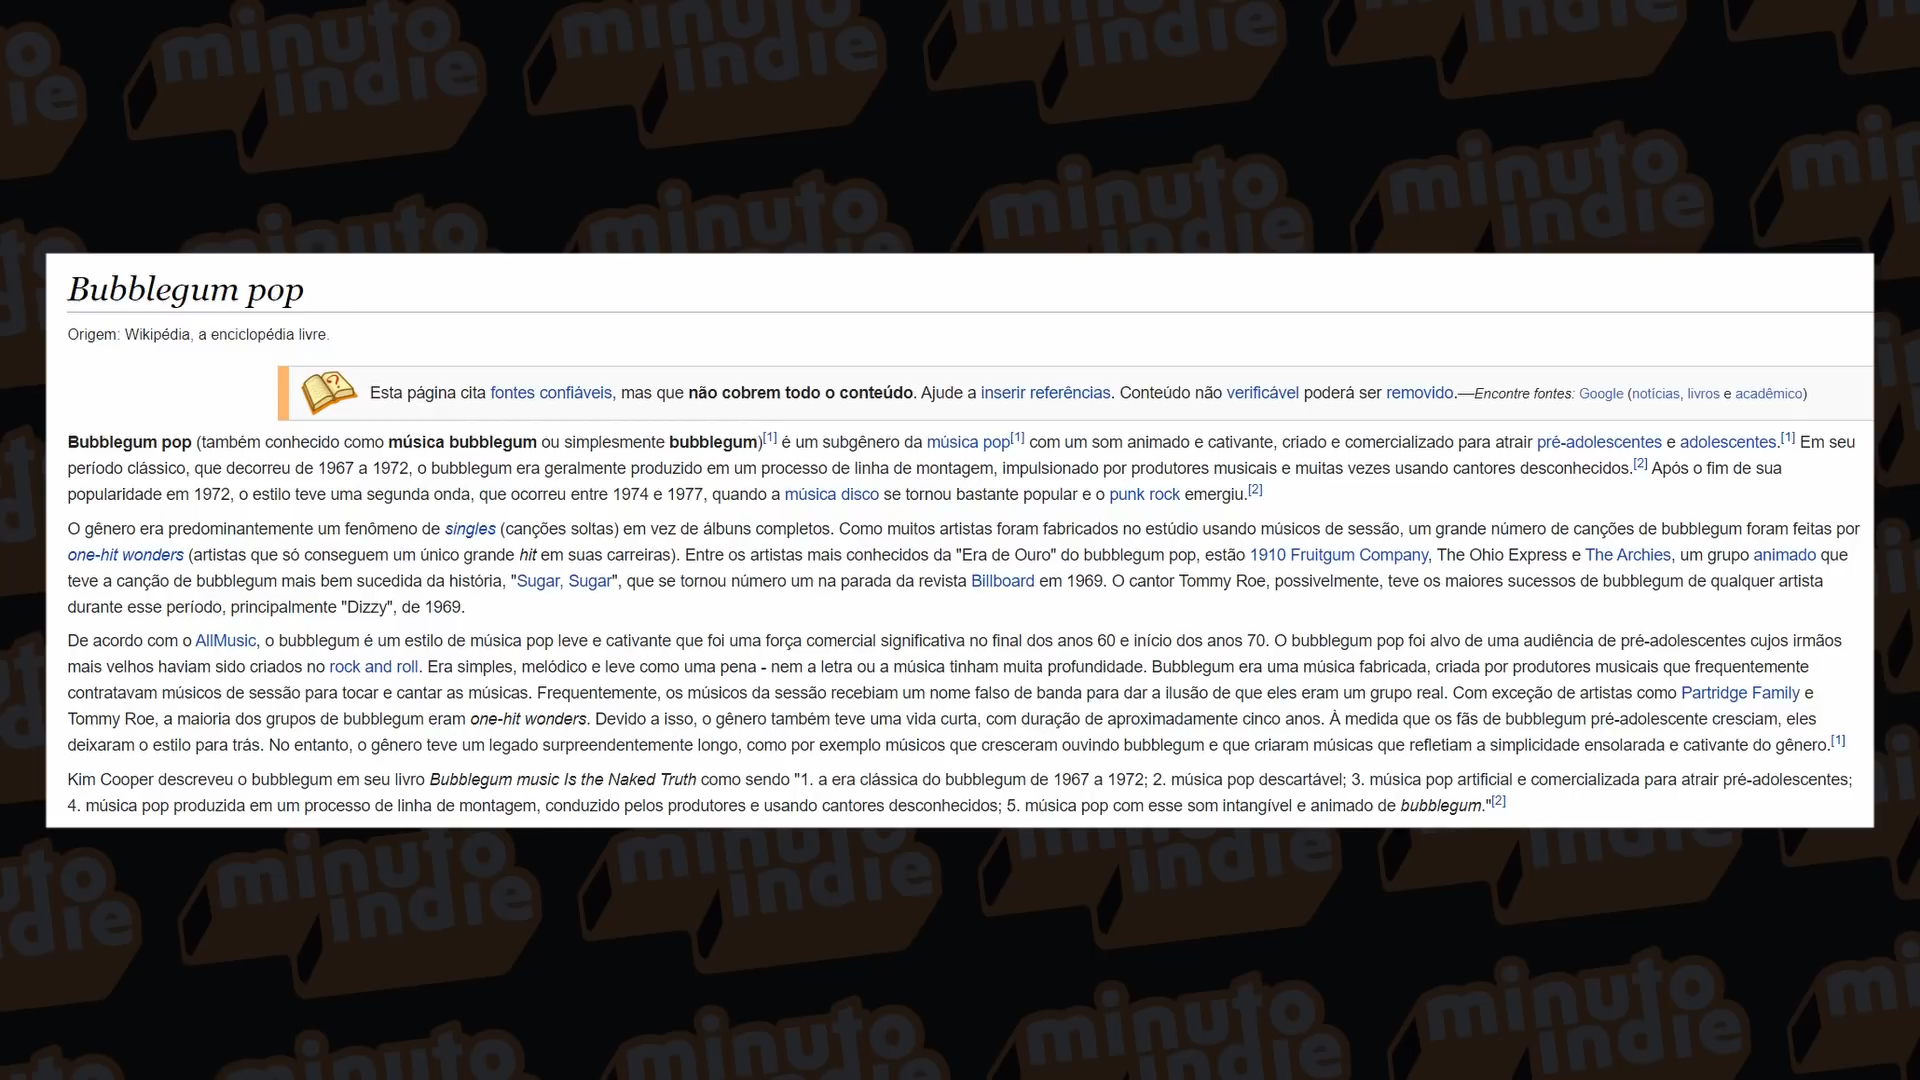 Bubblegum pop
Origem: Wikipédia, a enciclopédia livre.
Esta página cita fontes confiáveis, mas que não cobrem todo o conteúdo. Ajude a inserir referências. Conteúdo não verificável poderá ser removido.—Encontre fontes: Google (notícias, livros e acadêmico)
Bubblegum pop (também conhecido como música bubblegum ou simplesmente bubblegum)[1] é um subgênero da música pop[1] com um som animado e cativante, criado e comercializado para atrair pré-adolescentes e adolescentes.[1] Em seu
período clássico, que decorreu de 1967 a 1972, o bubblegum era geralmente produzido em um processo de linha de montagem, impulsionado por produtores musicais e muitas vezes usando cantores desconhecidos.[2] Após o fim de sua
popularidade em 1972, o estilo teve uma segunda onda, que ocorreu entre 1974 e 1977, quando a música disco se tornou bastante popular e o punk rock emergiu.[2]
O gênero era predominantemente um fenômeno de singles (canções soltas) em vez de álbuns completos. Como muitos artistas foram fabricados no estúdio usando músicos de sessão, um grande número de canções de bubblegum foram feitas por
one-hit wonders (artistas que só conseguem um único grande hit em suas carreiras). Entre os artistas mais conhecidos da "Era de Ouro" do bubblegum pop, estão 1910 Fruitgum Company, The Ohio Express e The Archies, um grupo animado que
teve a canção de bubblegum mais bem sucedida da história, "Sugar, Sugar", que se tornou número um na parada da revista Billboard em 1969. O cantor Tommy Roe, possivelmente, teve os maiores sucessos de bubblegum de qualquer artista
durante esse período, principalmente "Dizzy", de 1969.
De acordo com o AllMusic, o bubblegum é um estilo de música pop leve e cativante que foi uma força comercial significativa no final dos anos 60 e início dos anos 70. O bubblegum pop foi alvo de uma audiência de pré-adolescentes cujos irmãos
mais velhos haviam sido criados no rock and roll. Era simples, melódico e leve como uma pena - nem a letra ou a música tinham muita profundidade. Bubblegum era uma música fabricada, criada por produtores musicais que frequentemente
contratavam músicos de sessão para tocar e cantar as músicas. Frequentemente, os músicos da sessão recebiam um nome falso de banda para dar a ilusão de que eles eram um grupo real. Com exceção de artistas como Partridge Family e
Tommy Roe, a maioria dos grupos de bubblegum eram one-hit wonders. Devido a isso, o gênero também teve uma vida curta, com duração de aproximadamente cinco anos. À medida que os fãs de bubblegum pré-adolescente cresciam, eles
deixaram o estilo para trás. No entanto, o gênero teve um legado surpreendentemente longo, como por exemplo músicos que cresceram ouvindo bubblegum e que criaram músicas que refletiam a simplicidade ensolarada e cativante do gênero.[1]
Kim Cooper descreveu o bubblegum em seu livro Bubblegum music Is the Naked Truth como sendo "1. a era clássica do bubblegum de 1967 a 1972; 2. música pop descartável; 3. música pop artificial e comercializada para atrair pré-adolescentes;
4. música pop produzida em um processo de linha de montagem, conduzido pelos produtores e usando cantores desconhecidos; 5. música pop com esse som intangível e animado de bubblegum."[2]
minuto
indie